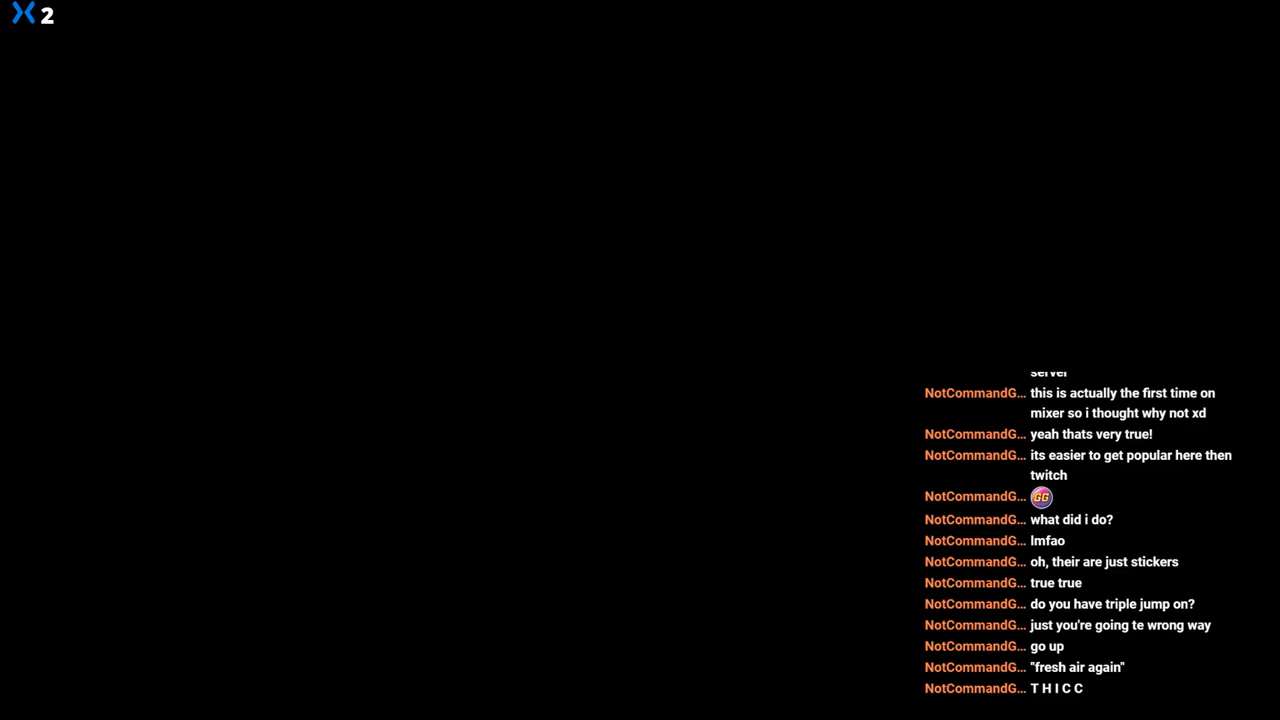 2
server
NotCommandG... this is actually the first time on
mixer so i thought why not xd
NotCommandG... yeah thats very true!
NotCommandG... its easier to get popular here then
twitch
NotCommandG... GG
NotCommandG... what did i do?
NotCommandG... lmfao
NotCommandG... oh, their are just stickers
NotCommandG... true true
NotCommandG... do you have triple jump on?
NotCommandG... just you're going te wrong way
NotCommandG... go up
NotCommandG... "fresh air again"
NotCommandG... T H I C C